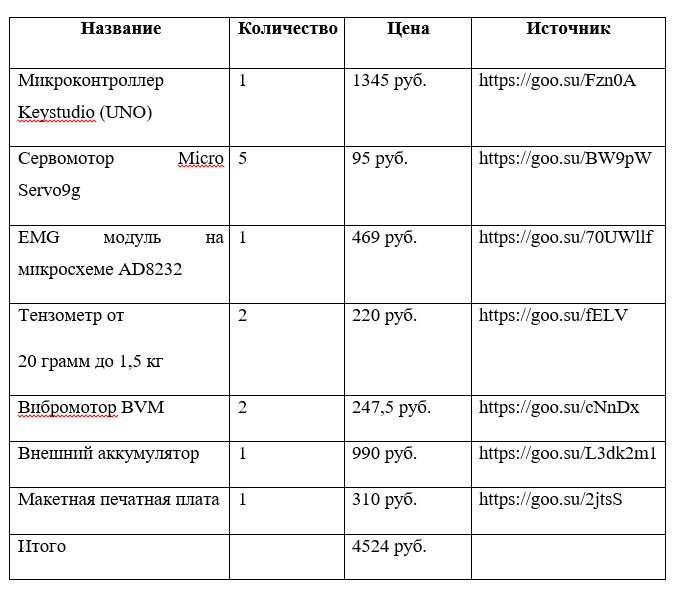 Название Количество Цена Источник
Микроконтроллер 1 1345 руб. https://goo.su/Fzn0A
Keystudio (UNO)
Сервомотор Micro 5 95 руб. https://goo.su/BW9pW
Servo9g
EMG модуль на 1 469 руб. https://goo.su/70UWllf
микросхеме AD8232
Тензометр от 2 220 руб. https://goo.su/fELV
20 грамм до 1,5 кг
Вибромотор BVM 2 247,5 руб. https://goo.su/cNnDx
Внешний аккумулятор 1 990 руб. https://goo.su/L3dk2m1
Макетная печатная плата 1 310 руб. https://goo.su/2jtsS
Итого 4524 руб.